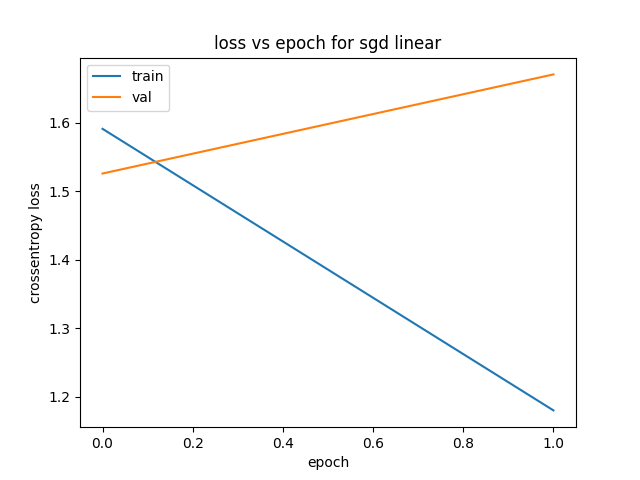 loss vs epoch for sgd linear
train
val
crossentropy loss
1.6
1.5
1.4
1.3
1.2
0.0 0.2 0.4 0.6 0.8 1.0
epoch